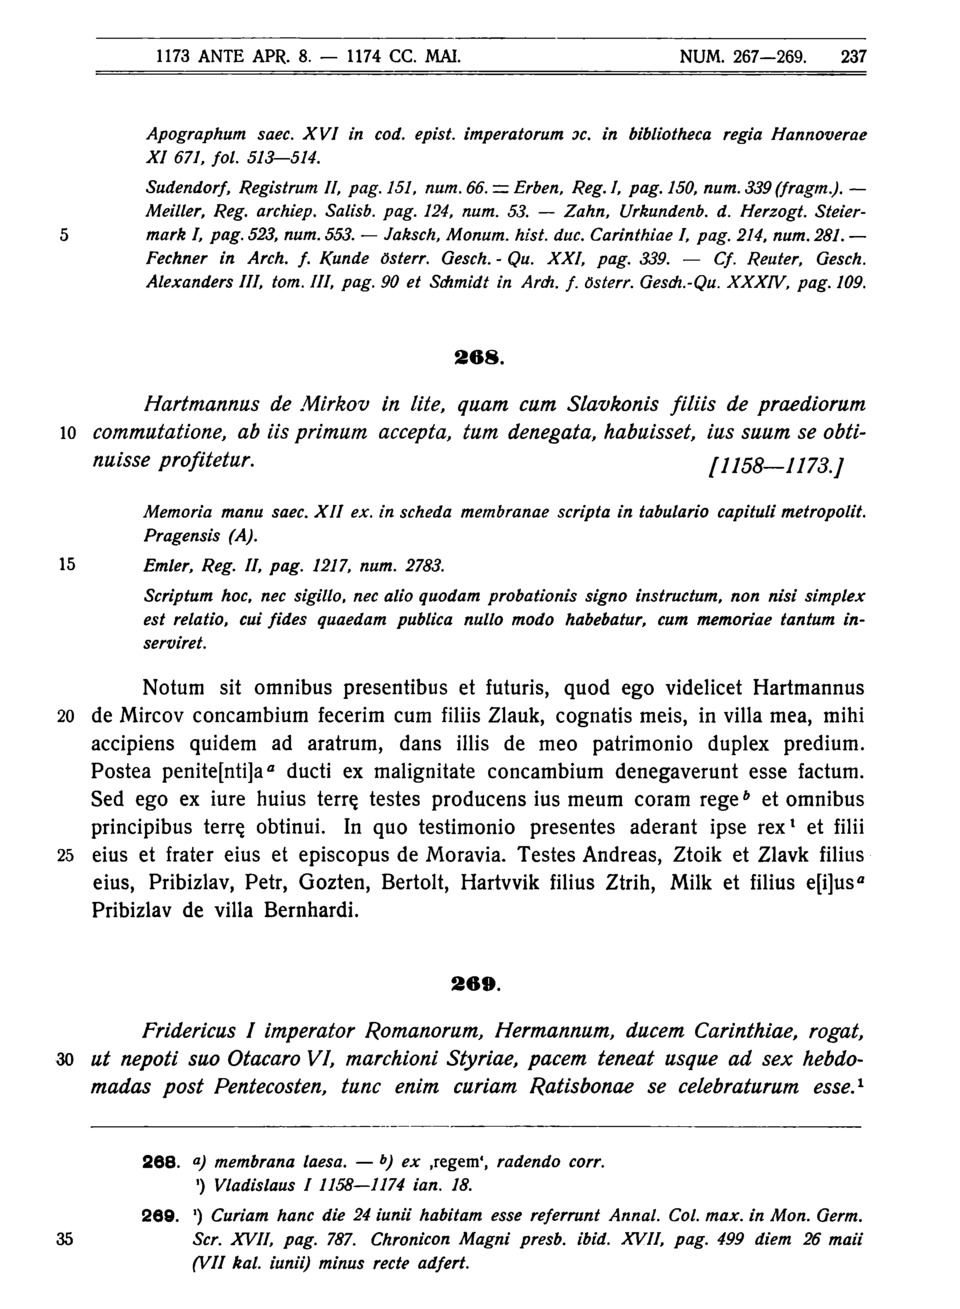 1173 ANTE APR. 8. — 1174 CC. MAI. NUM. 267—269. 237
Apographum saec. XVI in cod. epist. imperatorum ɔc. in bibliotheca regia Hannoverae
XI 671, fol. 513—514.
Sudendorf, Registrum II, pag. 151, num. 66. = Erben, Reg. I, pag. 150, num. 339 (fragm.). —
Meiller, Reg. archiep. Salisb. pag. 124, num. 53. — Zahn, Urkundenb. d. Herzogt. Steier-
5 mark I, pag. 523, num. 553. — Jaksch, Monum. hist. duc. Carinthiae I, pag. 214, num. 281. —
Fechner in Arch. f. Kunde österr. Gesch. - Qu. XXI, pag. 339. — Cf. Reuter, Gesch.
Alexanders III, tom. III, pag. 90 et Schmidt in Arch. f. österr. Gesch.-Qu. XXXIV, pag. 109.
268.
Hartmannus de Mirkov in lite, quam cum Slavkonis filiis de praediorum
10 commutatione, ab iis primum accepta, tum denegata, habuisset, ius suum se obti-
nuisse profitetur. [1158—1173.]
Memoria manu saec. XII ex. in scheda membranae scripta in tabulario capituli metropolit.
Pragensis (A).
15 Emler, Reg. II, pag. 1217, num. 2783.
Scriptum hoc, nec sigillo, nec alio quodam probationis signo instructum, non nisi simplex
est relatio, cui fides quaedam publica nullo modo habebatur, cum memoriae tantum in-
serviret.
Notum sit omnibus presentibus et futuris, quod ego videlicet Hartmannus
20 de Mircov concambium fecerim cum filiis Zlauk, cognatis meis, in villa mea, mihi
accipiens quidem ad aratrum, dans illis de meo patrimonio duplex predium.
Postea penite[nti]a ᵃ ducti ex malignitate concambium denegaverunt esse factum.
Sed ego ex iure huius terrę testes producens ius meum coram rege ᵇ et omnibus
principibus terrę obtinui. In quo testimonio presentes aderant ipse rex ¹ et filii
25 eius et frater eius et episcopus de Moravia. Testes Andreas, Ztoik et Zlavk filius
eius, Pribizlav, Petr, Gozten, Bertolt, Hartvvik filius Ztrih, Milk et filius e[i]us ᵃ
Pribizlav de villa Bernhardi.
269.
Fridericus I imperator Romanorum, Hermannum, ducem Carinthiae, rogat,
30 ut nepoti suo Otacaro VI, marchioni Styriae, pacem teneat usque ad sex hebdo-
madas post Pentecosten, tunc enim curiam Ratisbonae se celebraturum esse.¹
268. ᵃ) membrana laesa. — ᵇ) ex ‚regem‘, radendo corr.
¹) Vladislaus I 1158—1174 ian. 18.
269. ¹) Curiam hanc die 24 iunii habitam esse referrunt Annal. Col. max. in Mon. Germ.
35 Scr. XVII, pag. 787. Chronicon Magni presb. ibid. XVII, pag. 499 diem 26 maii
(VII kal. iunii) minus recte adfert.